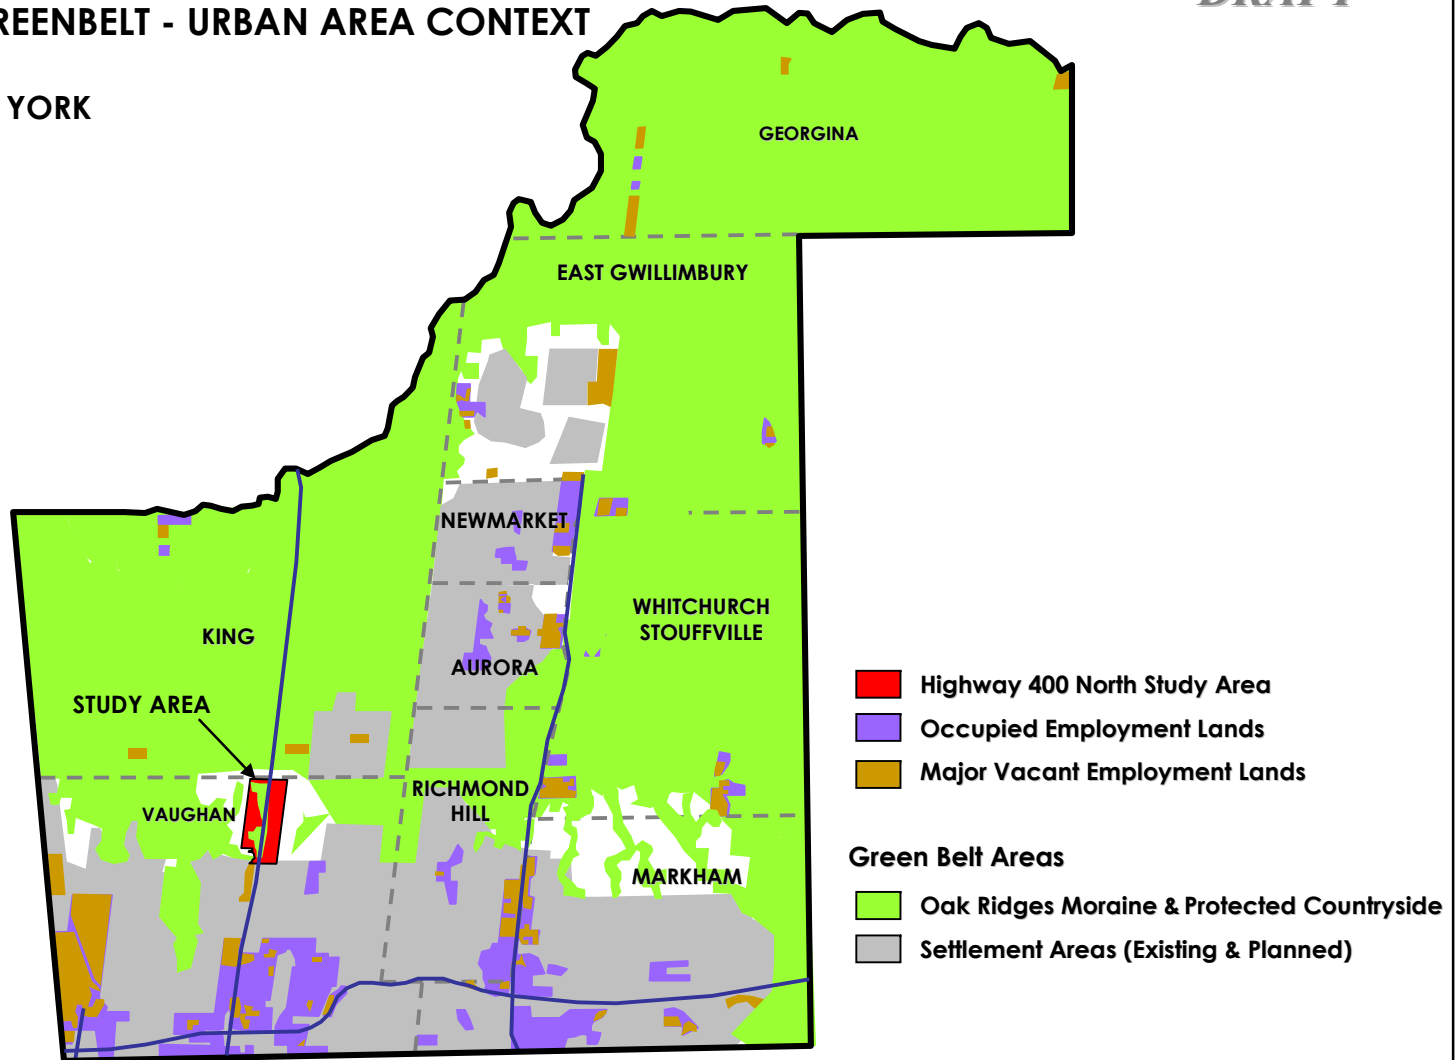 REENBELT - URBAN AREA CONTEXT
YORK
GEORGINA
EAST GWILLIMBURY
NEWMARKET
WHITCHURCH
STOUFFVILLE
KING
AURORA
STUDY AREA
RICHMOND
HILL
VAUGHAN
MARKHAM
Highway 400 North Study Area
Occupied Employment Lands
Major Vacant Employment Lands
Green Belt Areas
Oak Ridges Moraine & Protected Countryside
Settlement Areas (Existing & Planned)